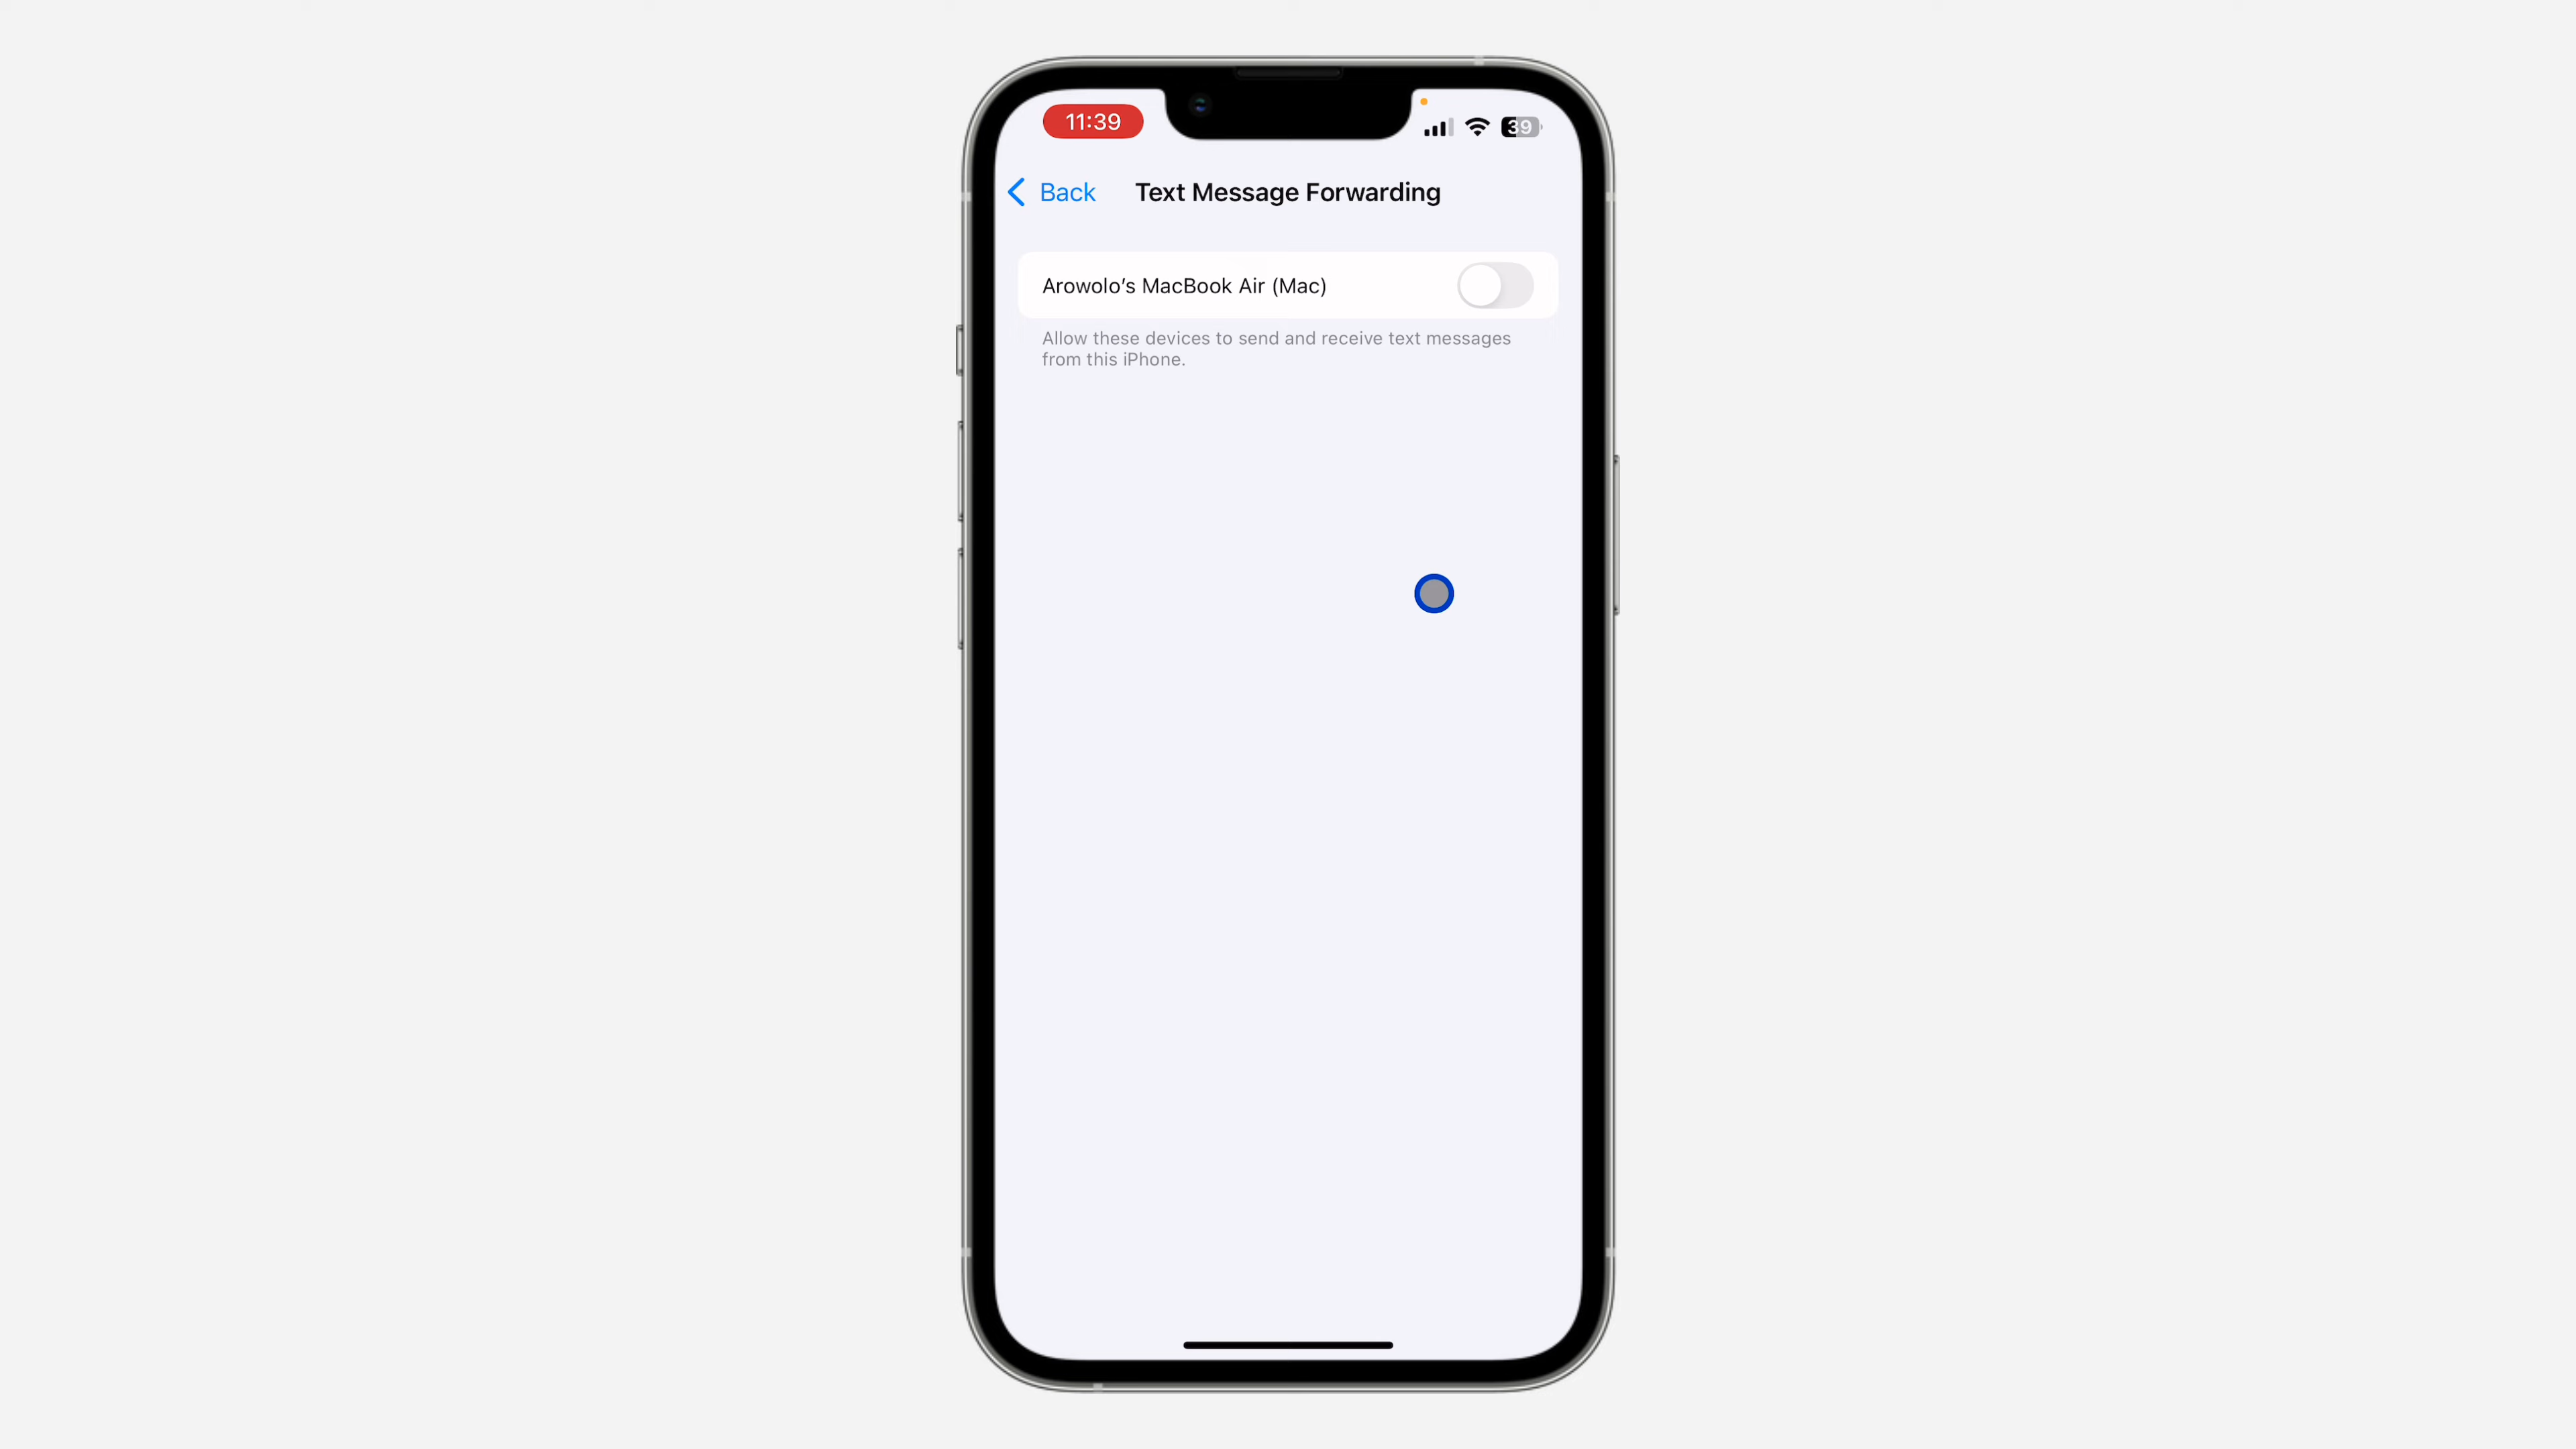 11:39
39
Back
Text Message Forwarding
Arowolo’s MacBook Air (Mac)
Allow these devices to send and receive text messages
from this iPhone.